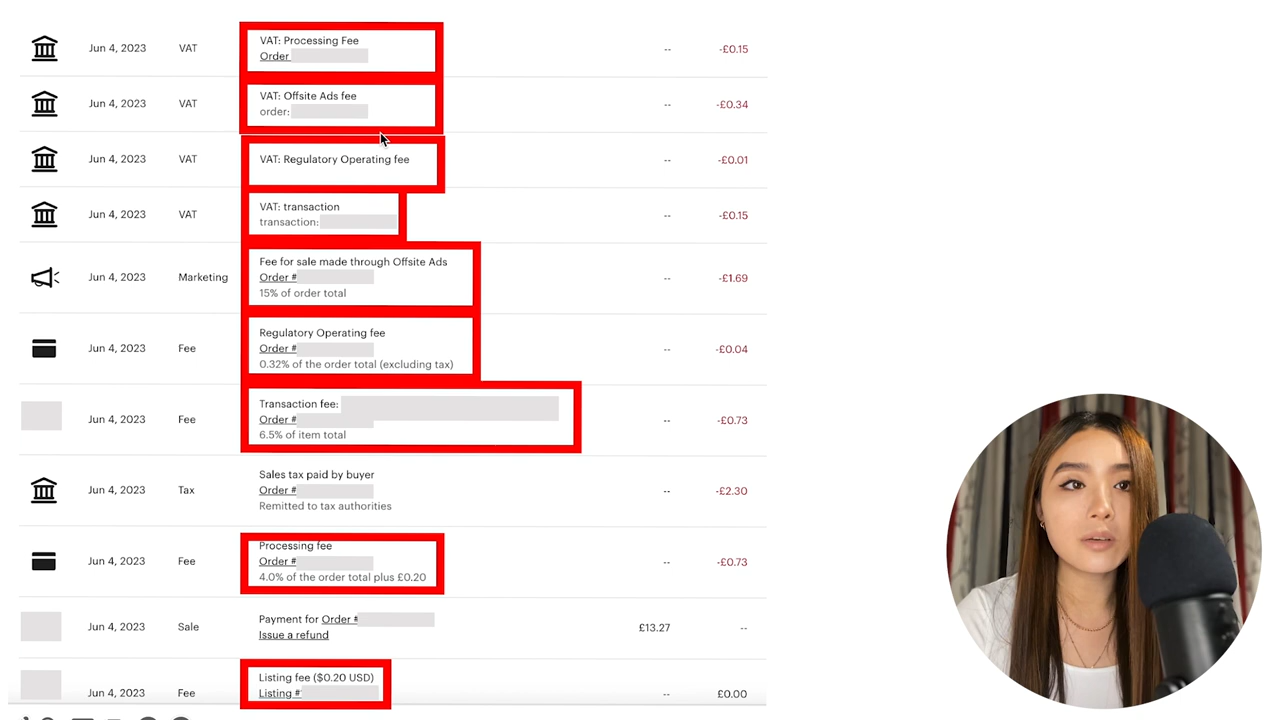 Jun 4, 2023 VAT VAT: Processing Fee -- -£0.15
Order
Jun 4, 2023 VAT VAT: Offsite Ads fee -- -£0.34
order:
Jun 4, 2023 VAT VAT: Regulatory Operating fee -- -£0.01
Jun 4, 2023 VAT VAT: transaction -- -£0.15
transaction:
Jun 4, 2023 Marketing Fee for sale made through Offsite Ads -- -£1.69
Order #
15% of order total
Jun 4, 2023 Fee Regulatory Operating fee -- -£0.04
Order #
0.32% of the order total (excluding tax)
Jun 4, 2023 Fee Transaction fee: -- -£0.73
Order #
6.5% of item total
Jun 4, 2023 Tax Sales tax paid by buyer -- -£2.30
Order #
Remitted to tax authorities
Jun 4, 2023 Fee Processing fee -- -£0.73
Order #
4.0% of the order total plus £0.20
Jun 4, 2023 Sale Payment for Order # £13.27 --
Issue a refund
Jun 4, 2023 Fee Listing fee ($0.20 USD) -- £0.00
Listing #